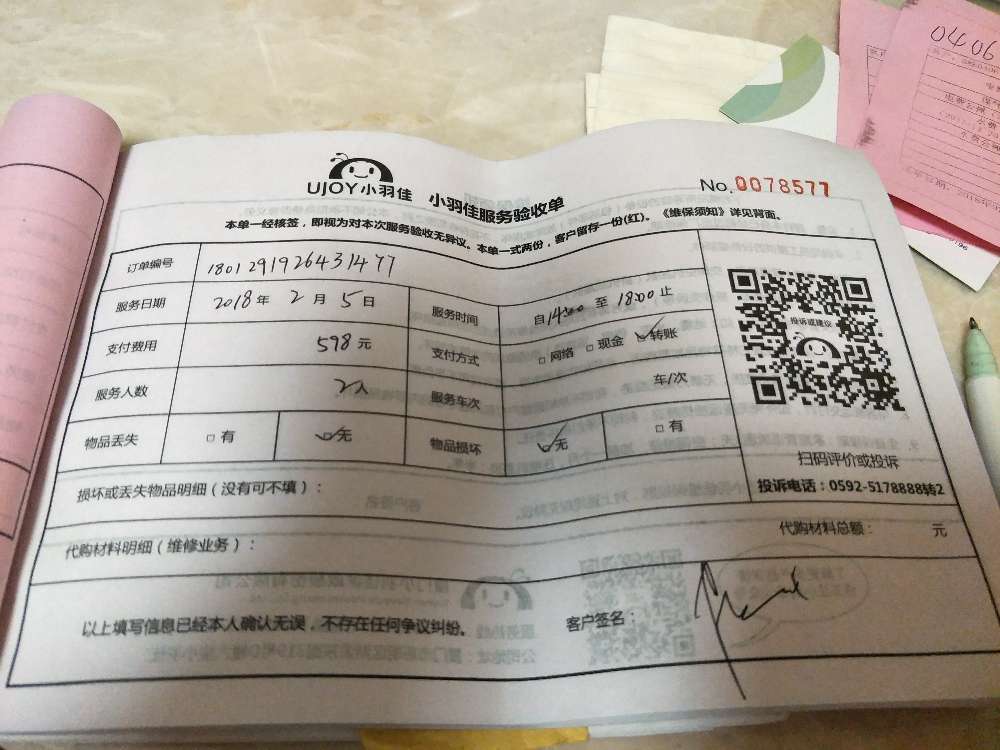 UJOY小羽佳 小羽佳服务验收单 No.0078577
本单一经核签，即视为对本次服务验收无异议。本单一式两份，客户留存一份(红)。《维保须知》详见背面。
订单编号 1801291926431477
服务日期 2018年 2月 5日 服务时间 自14:00 至 18:00止
支付费用 598元 支付方式 □网络 □现金 ☑转账
服务人数 2人 服务车次 车/次
物品丢失 □有 ☑无 物品损坏 ☑无 □有
投诉或建议
扫码评价或投诉
投诉电话：0592-5178888转2
损坏或丢失物品明细（没有可不填）：
代购材料明细（维修业务）： 代购材料总额： 元
以上填写信息已经本人确认无误，不存在任何争议纠纷。 客户签名：
0406